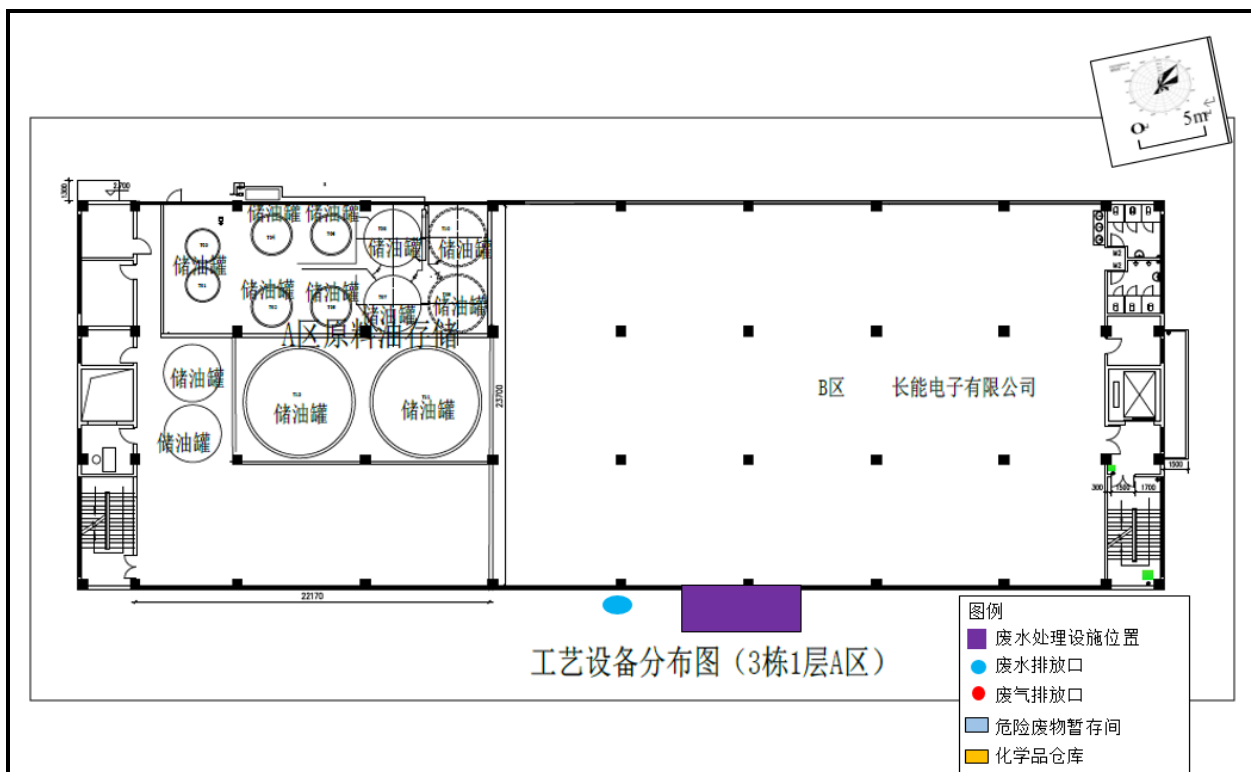 5m
1300
2.700
储油罐
储油罐
储油罐
储油罐
储油罐
储油罐
储油罐
储油罐
储油罐
A区原料油存储
储油罐
储油罐
储油罐
储油罐
23700
B区
长能电子有限公司
M2
M2
1500
300
1500
1700
22170
工艺设备分布图（3栋1层A区）
图例
废水处理设施位置
废水排放口
废气排放口
危险废物暂存间
化学品仓库